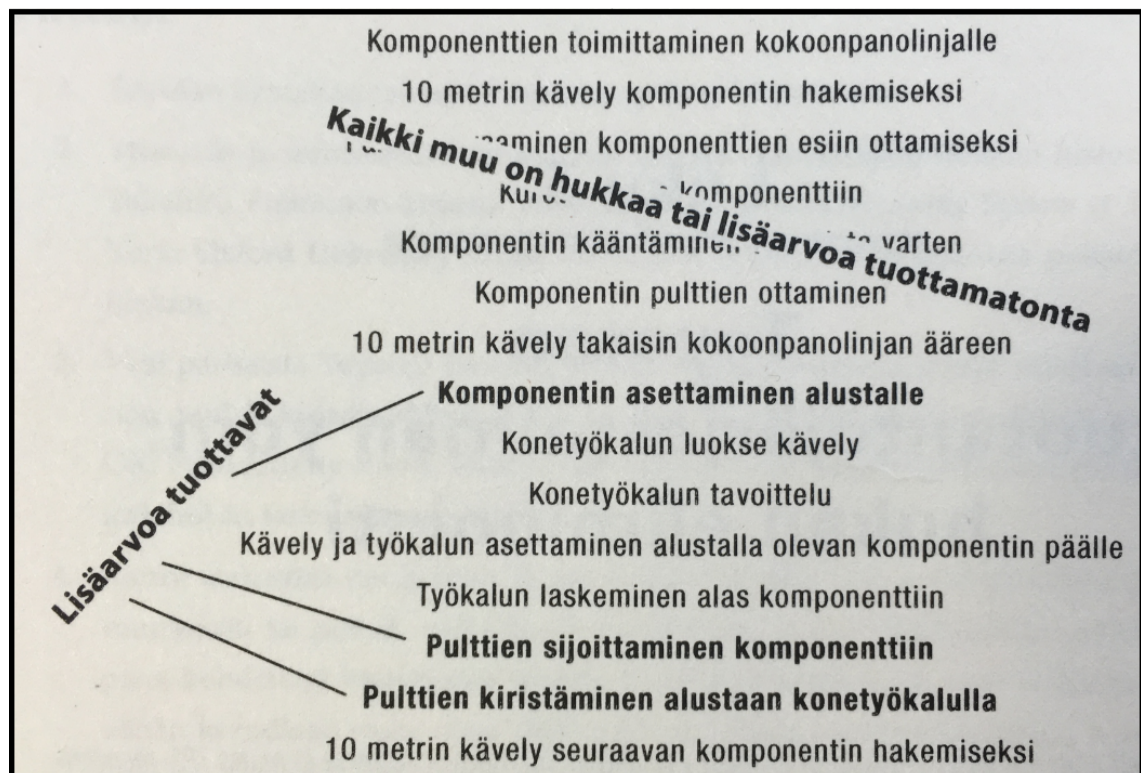 Komponenttien toimittaminen kokoonpanolinjalle
10 metrin kävely komponentin hakemiseksi
Kaikki muu on hukkaa tai lisäarvoa tuottamatonta
komponenttien esiin ottamiseksi
komponenttiin
Komponentin kääntäminen varten
Komponentin pulttien ottaminen
10 metrin kävely takaisin kokoonpanolinjan ääreen
Lisäarvoa tuottavat
Komponentin asettaminen alustalle
Konetyökalun luokse kävely
Konetyökalun tavoittelu
Kävely ja työkalun asettaminen alustalla olevan komponentin päälle
Työkalun laskeminen alas komponenttiin
Pulttien sijoittaminen komponenttiin
Pulttien kiristäminen alustaan konetyökalulla
10 metrin kävely seuraavan komponentin hakemiseksi